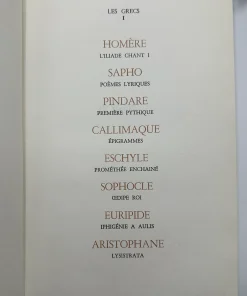 LES GRECS
I
HOMÈRE
L'ILIADE CHANT I
SAPHO
POÈMES LYRIQUES
PINDARE
PREMIÈRE PYTHIQUE
CALLIMAQUE
ÉPIGRAMMES
ESCHYLE
PROMÉTHÉE ENCHAINÉ
SOPHOCLE
ŒDIPE ROI
EURIPIDE
IPHIGÉNIE A AULIS
ARISTOPHANE
LYSISTRATA